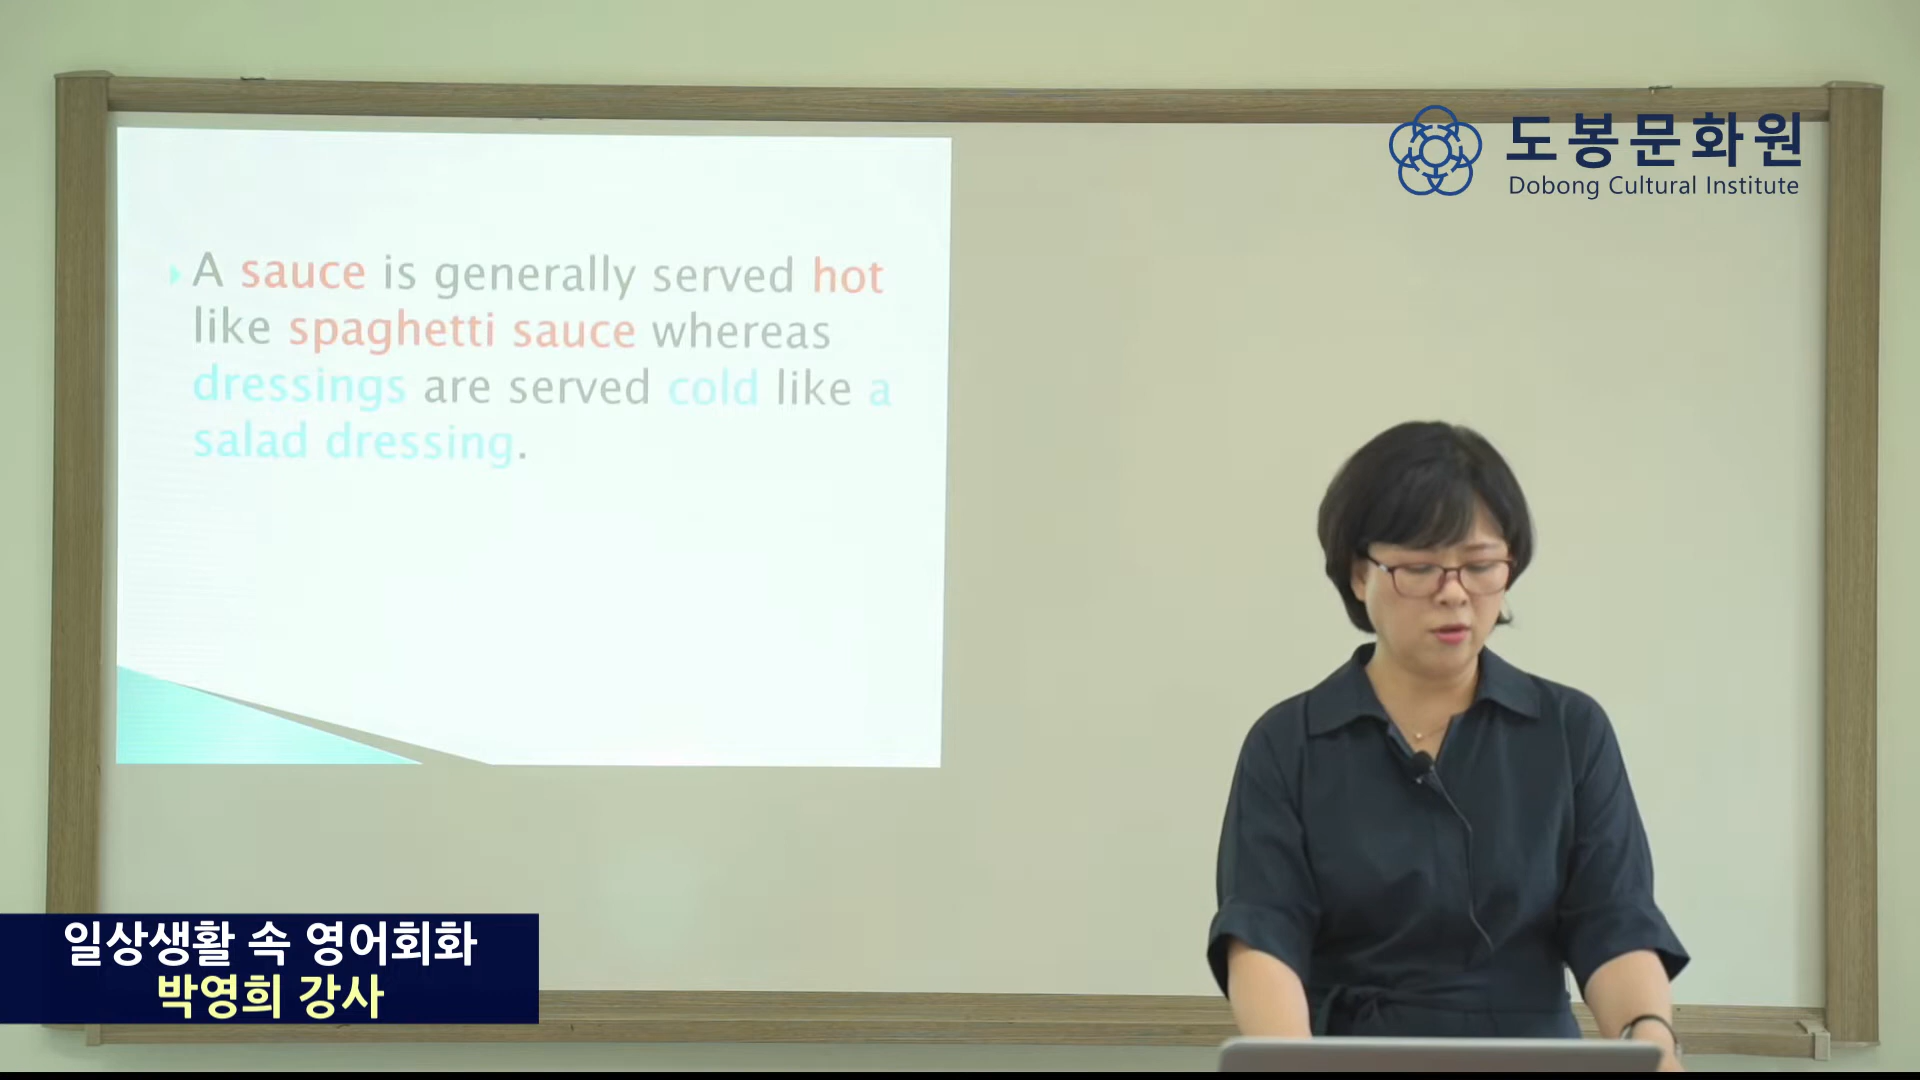 도봉문화원
Dobong Cultural Institute
A sauce is generally served hot
like spaghetti sauce whereas
dressings are served cold like a
salad dressing.
일상생활 속 영어회화
박영희 강사